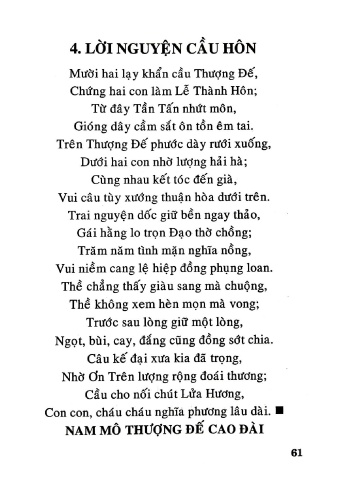 4. LỜI NGUYỆN CẦU HÔN
Mười hai lạy khẩn cầu Thượng Đế,
Chứng hai con làm Lễ Thành Hôn;
Từ đây Tần Tấn nhứt môn,
Gióng dây cầm sắt ôn tồn êm tai.
Trên Thượng Đế phước dày rưới xuống,
Dưới hai con nhờ lượng hải hà;
Cùng nhau kết tóc đến già,
Vui câu tùy xướng thuận hòa dưới trên.
Trai nguyện dốc giữ bền ngay thảo,
Gái hằng lo trọn Đạo thờ chồng;
Trăm năm tình mặn nghĩa nồng,
Vui niềm cang lệ hiệp đồng phụng loan.
Thề chẳng thấy giàu sang mà chuộng,
Thề không xem hèn mọn mà vong;
Trước sau lòng giữ một lòng,
Ngọt, bùi, cay, đắng cũng đồng sớt chia.
Câu kế đại xưa kia đã trọng,
Nhờ Ơn Trên lượng rộng đoái thương;
Cầu cho nối chút Lửa Hương,
Con con, cháu cháu nghĩa phương lâu dài. ■
NAM MÔ THƯỢNG ĐẾ CAO ĐÀI
61